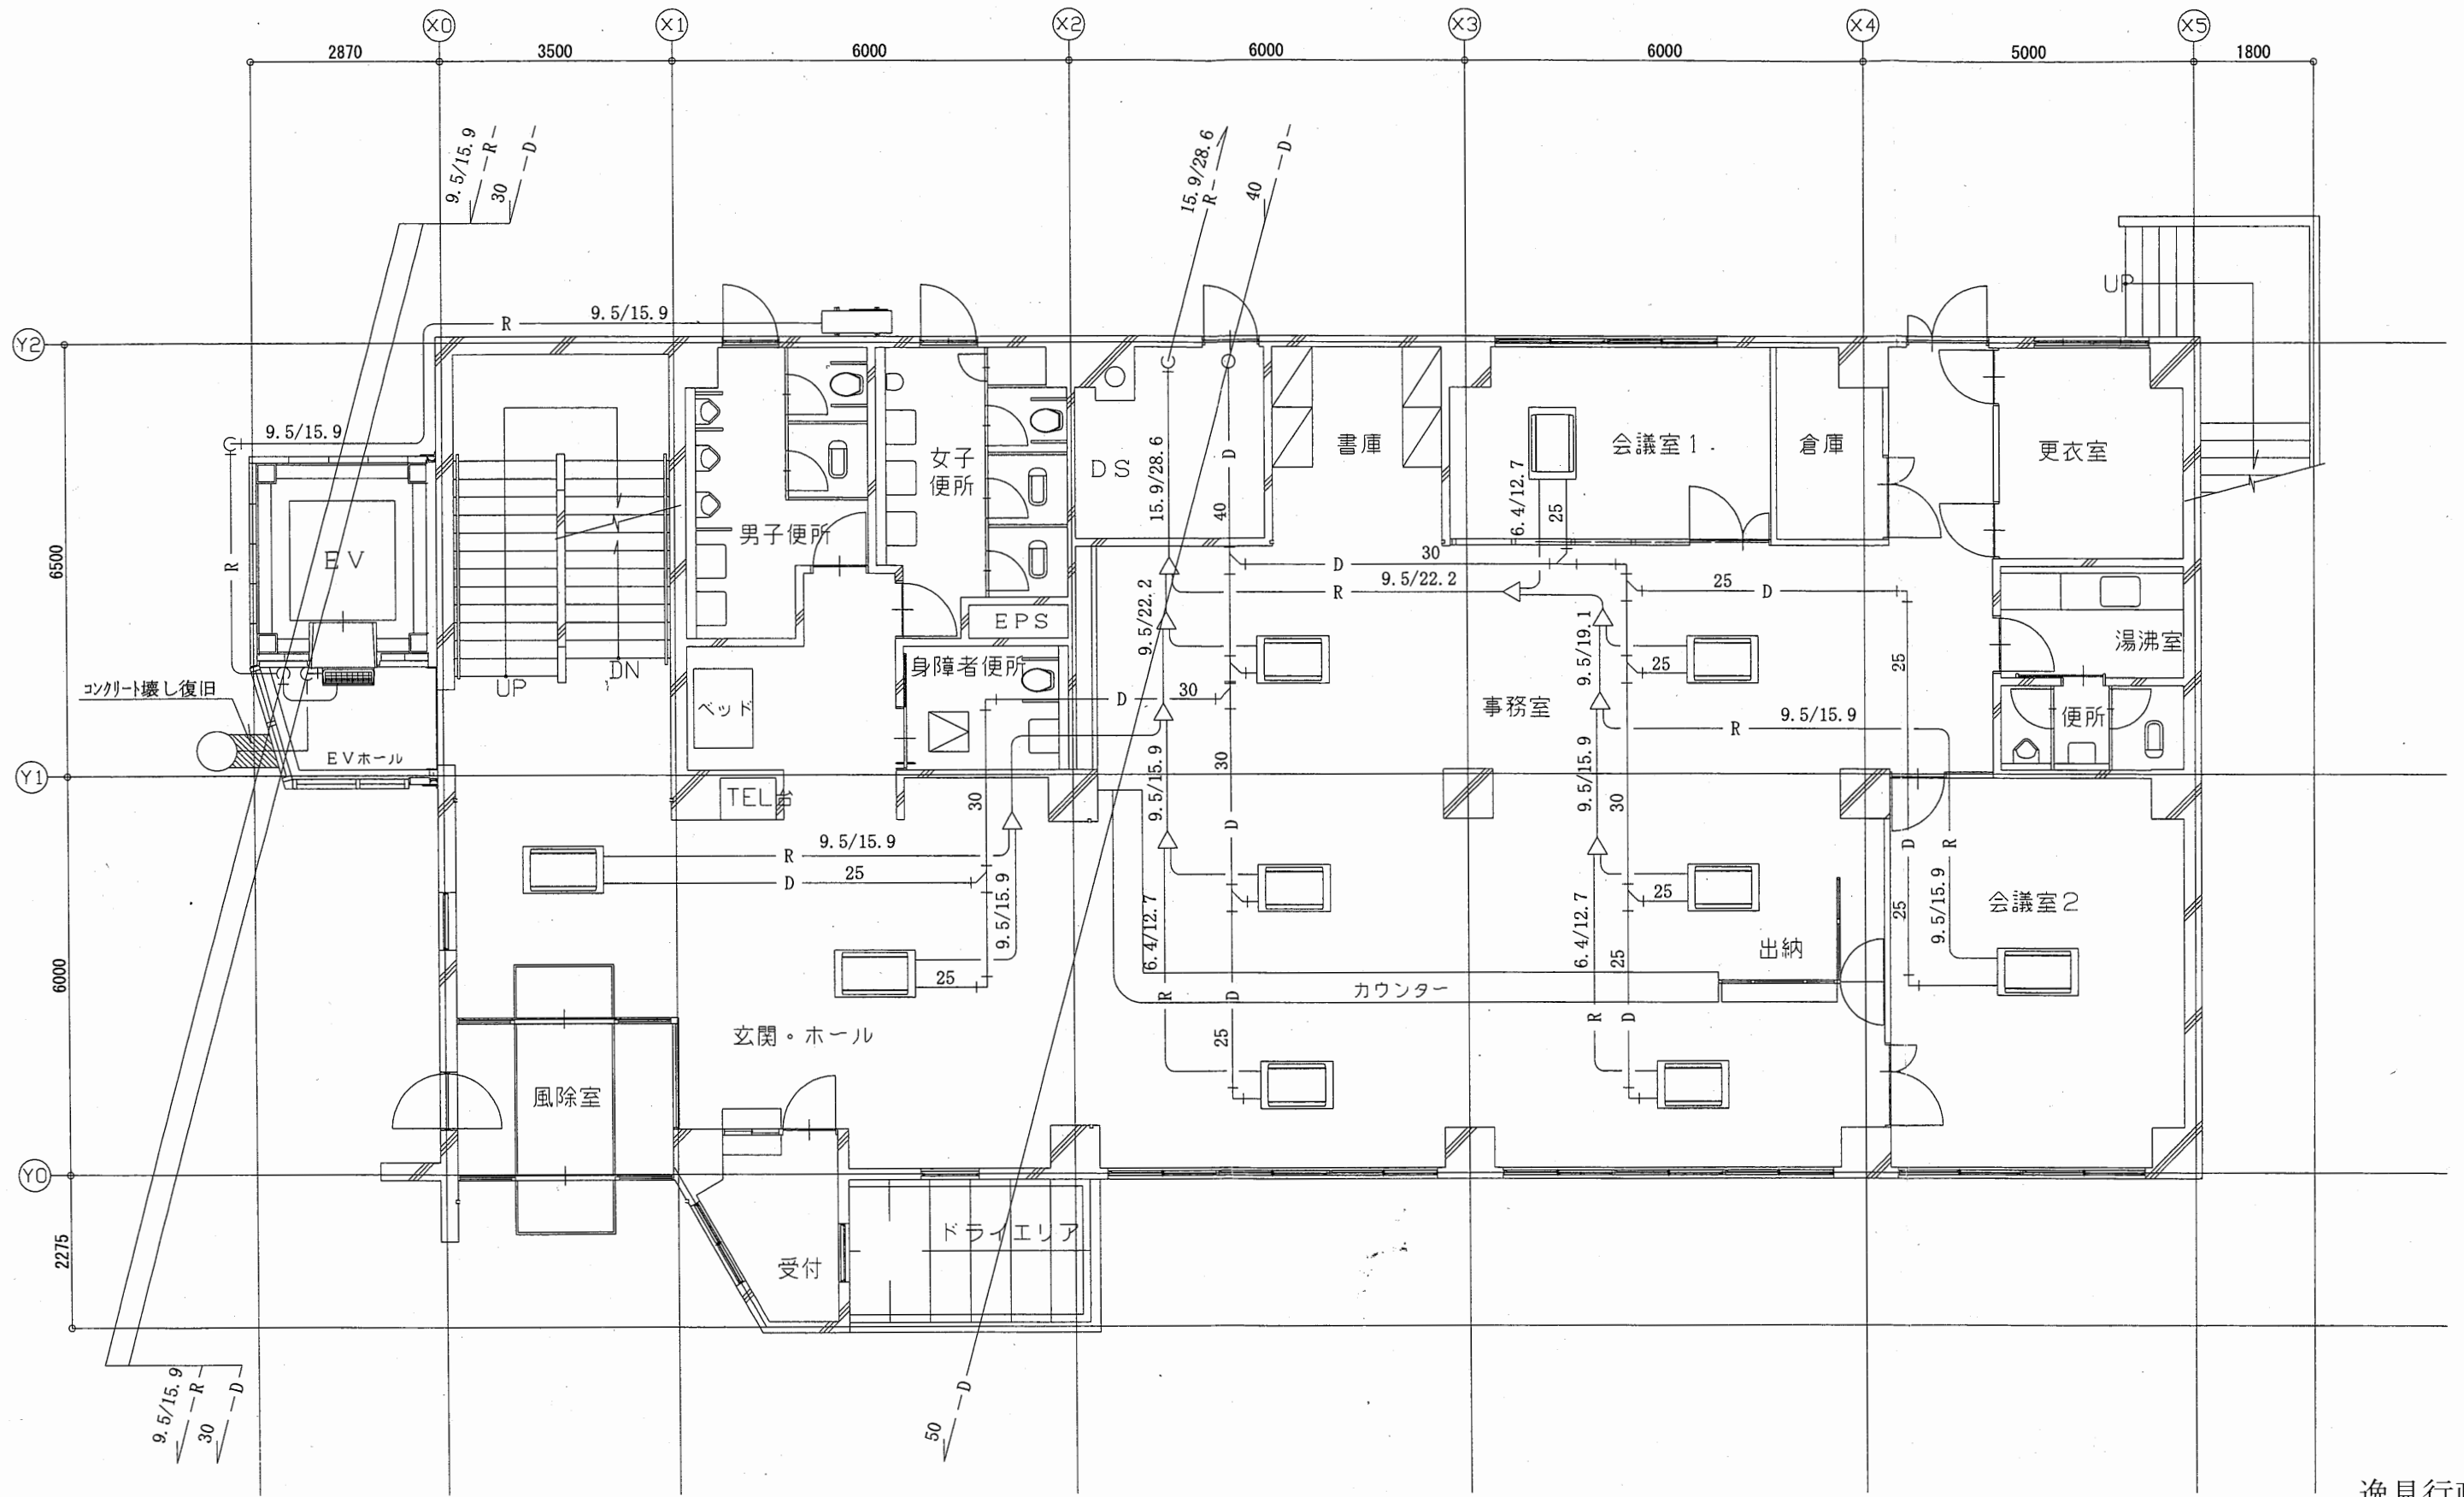 X0 X1 X2 X3 X4 X5
2870 3500 6000 6000 6000 5000 1800
9.5/15.9
R
30
D
15.9/28.6
R
40
D
UP
R 9.5/15.9
Y2
9.5/15.9
女子
便所
DS
15.9/28.6
D
40
書庫
6.4/12.7
25
会議室1
倉庫
更衣室
男子便所
6500
R
EV
30
D
9.5/22.2
R
25
D
9.5/22.2
EPS
9.5/19.1
湯沸室
25
25
身障者便所
コンクリート壊し復旧
UP
DN
ベッド
D 30
事務室
9.5/15.9
R
便所
EVホール
Y1
TEL台
30
9.5/15.9
30
9.5/15.9
30
D
9.5/15.9
R
D
25
D
R
9.5/15.9
6.4/12.7
25
6.4/12.7
25
25
9.5/15.9
会議室2
出納
25
カウンター
6000
R
D
R
D
25
玄関・ホール
風除室
Y0
2275
受付
ドライエリア
9.5/15.9
R
30
D
50
D
逸見行政